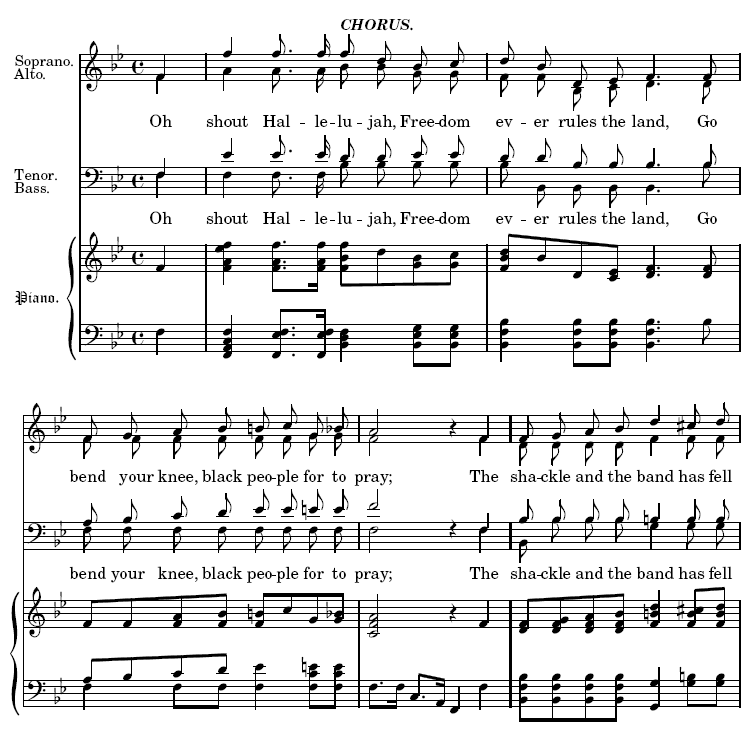 CHORUS.
Soprano.
Alto.
Oh shout Hal - le - lu - jah, Free-dom ev - er rules the land, Go
Tenor.
Bass.
Oh shout Hal - le - lu - jah, Free-dom ev - er rules the land, Go
Piano.
bend your knee, black peo-ple for to pray; The sha-ckle and the band has fell
bend your knee, black peo-ple for to pray; The sha-ckle and the band has fell